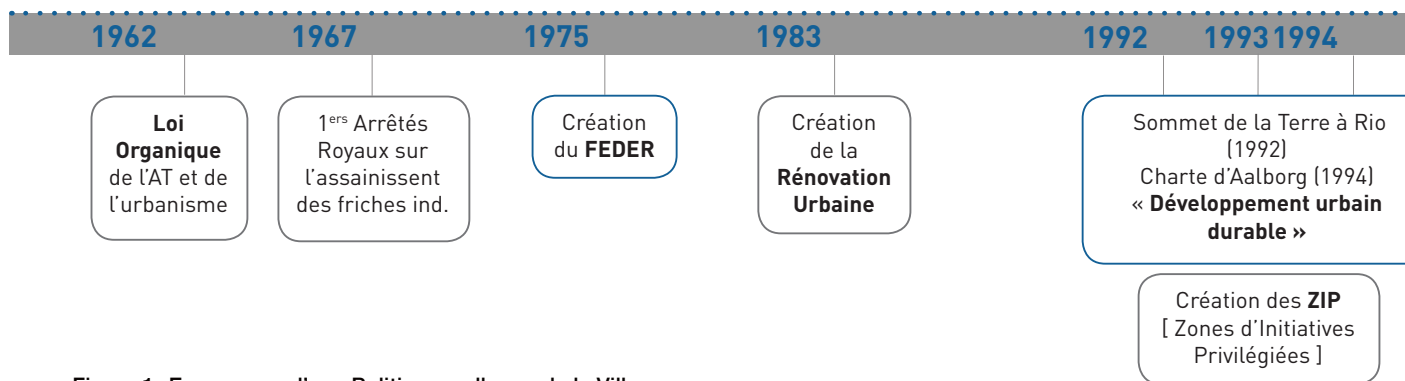 1962 1967 1975 1983 1992 1993 1994
Loi
Organique
de l’AT et de
l’urbanisme
1ers Arrêtés
Royaux sur
l’assainissent
des friches ind.
Création
du FEDER
Création
de la
Rénovation
Urbaine
Sommet de la Terre à Rio
(1992)
Charte d’Aalborg (1994)
« Développement urbain
durable »
Création des ZIP
[ Zones d’Initiatives
Privilégiées ]